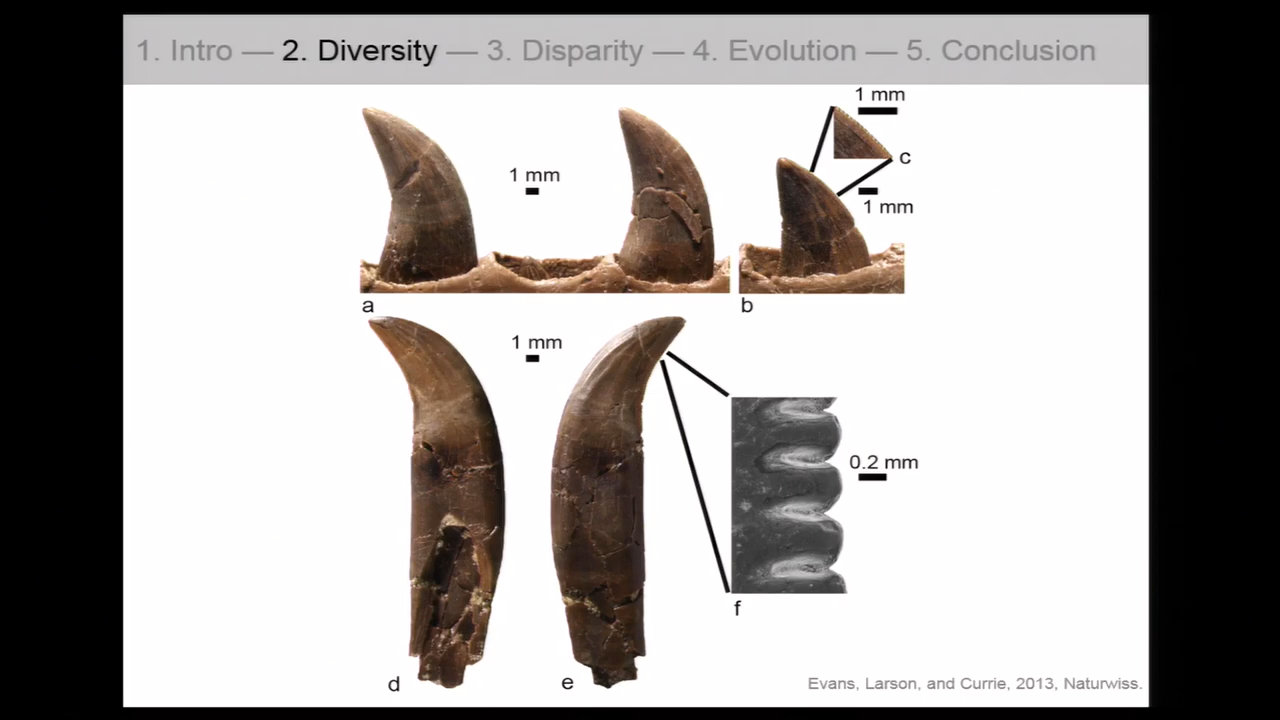 1. Intro — 2. Diversity — 3. Disparity — 4. Evolution — 5. Conclusion
1 mm
c
1 mm
1 mm
a
b
1 mm
0.2 mm
f
d
e
Evans, Larson, and Currie, 2013, Naturwiss.